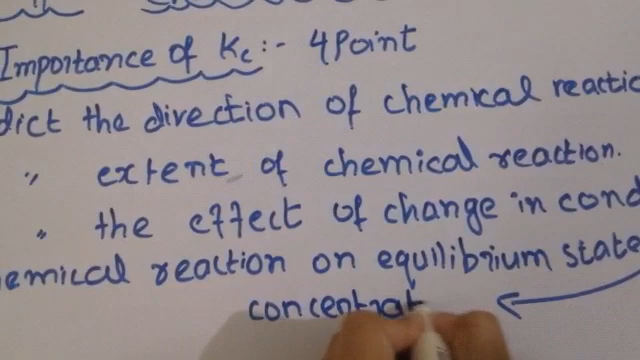 Importance of Kc:- 4 Point
dict the direction of chemical reactio
" extent of chemical reaction.
" the effect of change in cond
emical reaction on equilibrium state
concentrat